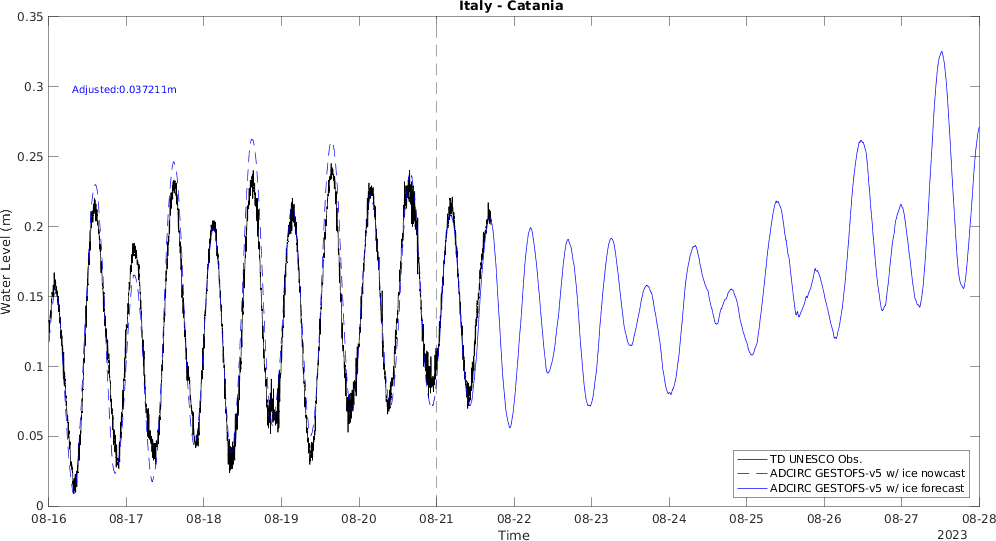 Italy - Catania
0.35
0.3
0.25
0.2
0.15
0.1
0.05
0
Water Level (m)
Adjusted:0.037211m
TD UNESCO Obs.
ADCIRC GESTOFS-v5 w/ ice nowcast
ADCIRC GESTOFS-v5 w/ ice forecast
08-16 08-17 08-18 08-19 08-20 08-21 08-22 08-23 08-24 08-25 08-26 08-27 08-28
Time
2023